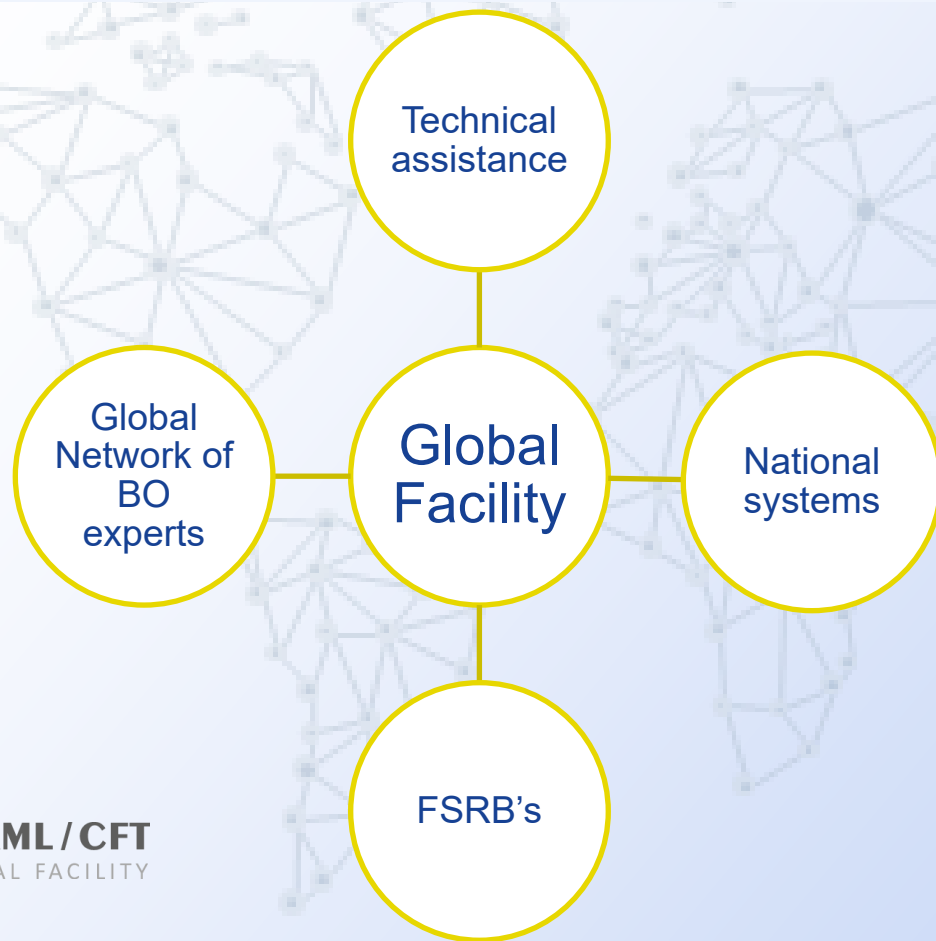 Technical
assistance
Global
Network of
BO
experts
Global
Facility
National
systems
FSRB's
ML / CFT
AL FACILITY